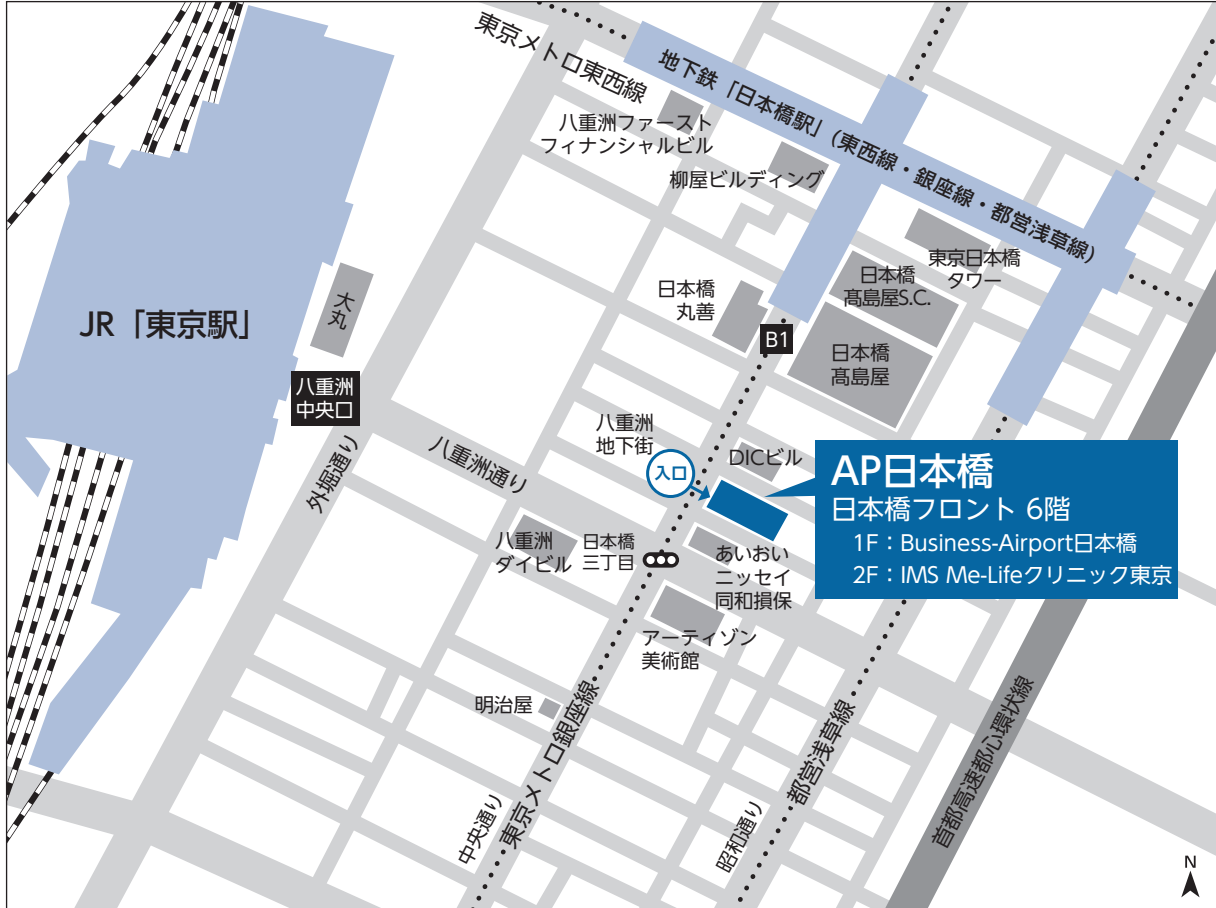 東京メトロ東西線
地下鉄「日本橋駅」(東西線・銀座線・都営浅草線)
八重洲ファースト
フィナンシャルビル
柳屋ビルディング
東京日本橋
タワー
日本橋
髙島屋S.C.
日本橋
丸善
大丸
JR「東京駅」
B1
日本橋
髙島屋
八重洲
中央口
八重洲
地下街
八重洲通り
外堀通り
入口
DICビル
AP日本橋
日本橋フロント 6階
1F:Business-Airport日本橋
2F:IMS Me-Lifeクリニック東京
八重洲
ダイビル
日本橋
三丁目
あいおい
ニッセイ
同和損保
アーティゾン
美術館
明治屋
東京メトロ銀座線
中央通り
都営浅草線
昭和通り
首都高速都心環状線
N